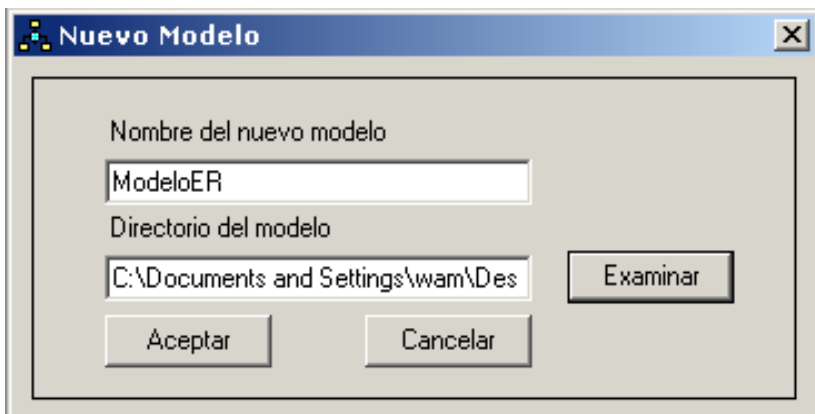 Nuevo Modelo
Nombre del nuevo modelo
ModeloER
Directorio del modelo
C:\Documents and Settings\wam\Des
Examinar
Aceptar
Cancelar